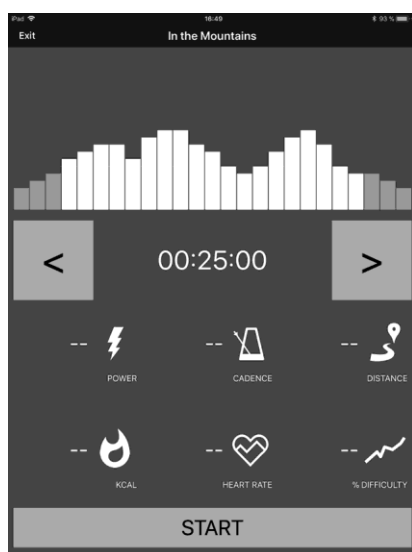 iPad 16:49 93 %
Exit In the Mountains
< 00:25:00 >
-- -- --
POWER CADENCE DISTANCE
-- -- --
KCAL HEART RATE % DIFFICULTY
START